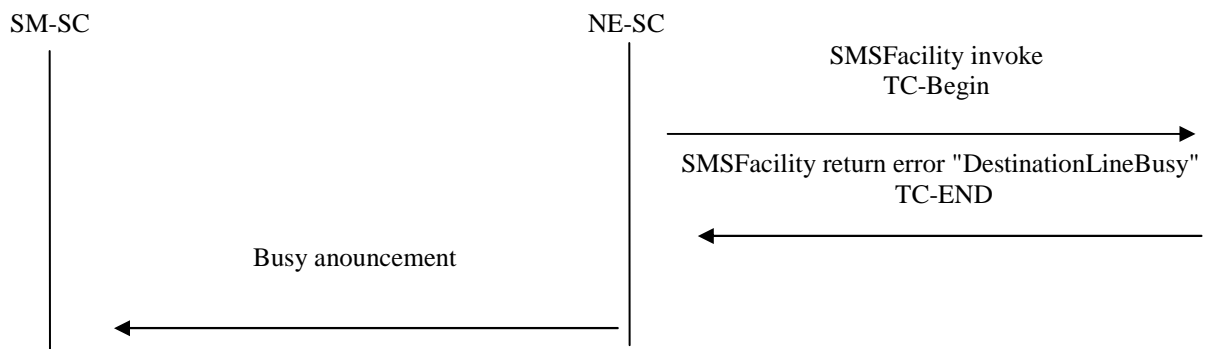 SM-SC
NE-SC
SMSFacility invoke
TC-Begin
SMSFacility return error "DestinationLineBusy"
TC-END
Busy anouncement